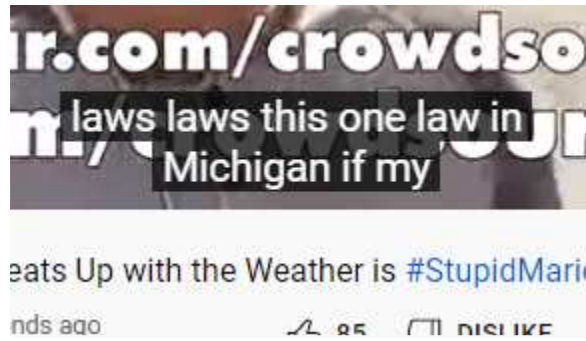 r.com/crowdso
laws laws this one law in
Michigan if my
eats Up with the Weather is #StupidMari
nds ago
85 DISLIKE